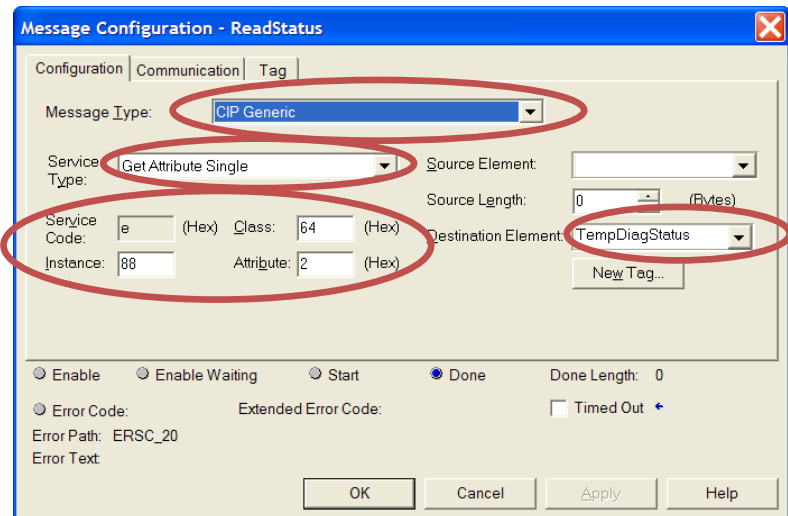 Message Configuration - ReadStatus
Configuration Communication Tag
Message Type: CIP Generic
Service Type: Get Attribute Single
Source Element:
Source Length: 0 (Bytes)
Service Code: e (Hex) Class: 64 (Hex)
Destination Element: TempDiagStatus
Instance: 88 Attribute: 2 (Hex)
New Tag...
Enable Enable Waiting Start Done Done Length: 0
Error Code: Extended Error Code: Timed Out
Error Path: ERSC_20
Error Text:
OK Cancel Apply Help